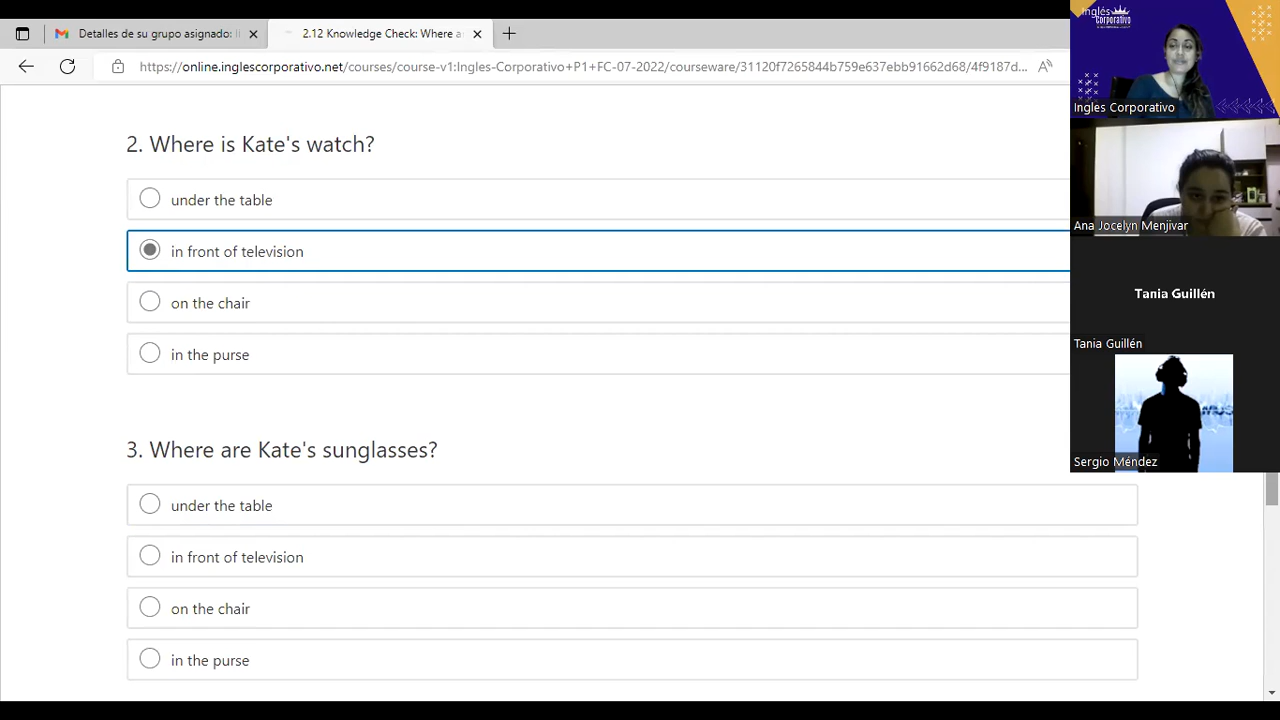 Detalles de su grupo asignado: I
2.12 Knowledge Check: Where a
https://online.inglescorporativo.net/courses/course-v1:Ingles-Corporativo+P1+FC-07-2022/courseware/31120f7265844b759e637ebb91662d68/4f9187d...
2. Where is Kate's watch?
under the table
in front of television
on the chair
in the purse
3. Where are Kate's sunglasses?
under the table
in front of television
on the chair
in the purse
Inglés
Corporativo
Ingles Corporativo
Ana Jocelyn Menjivar
Tania Guillén
Tania Guillén
Sergio Méndez